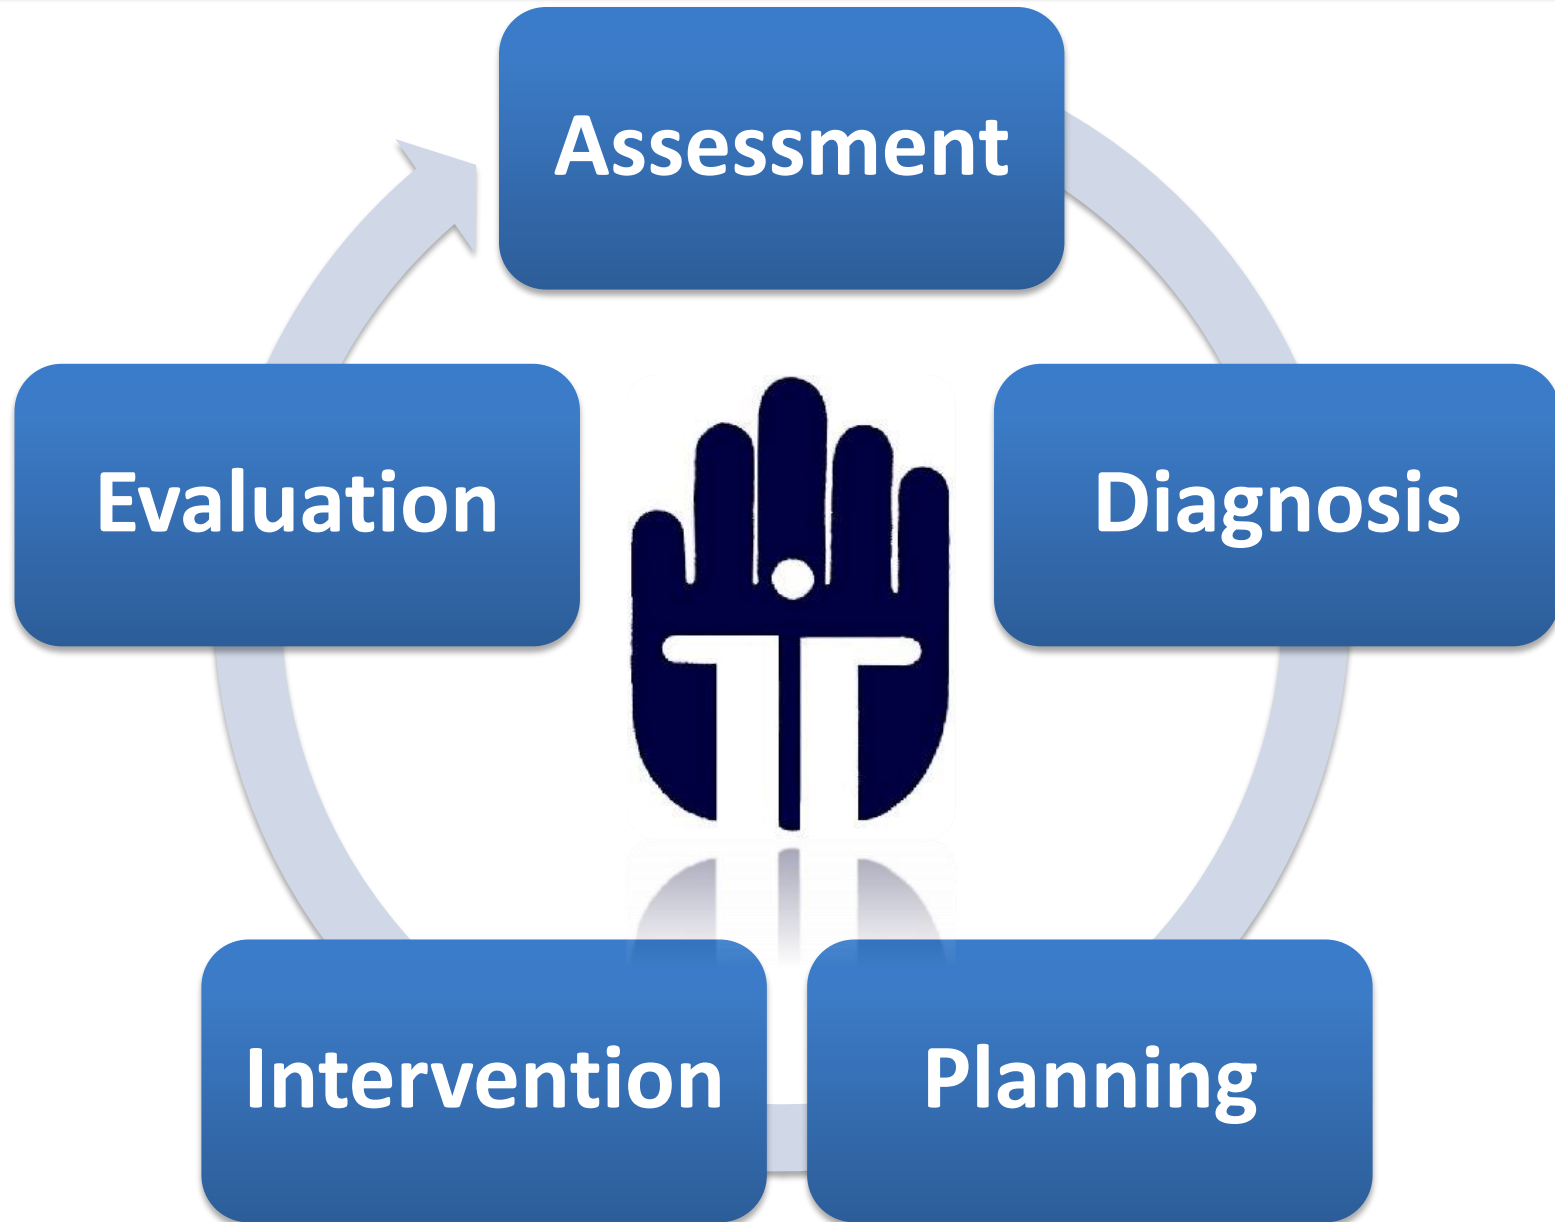 Assessment
Diagnosis
Planning
Intervention
Evaluation